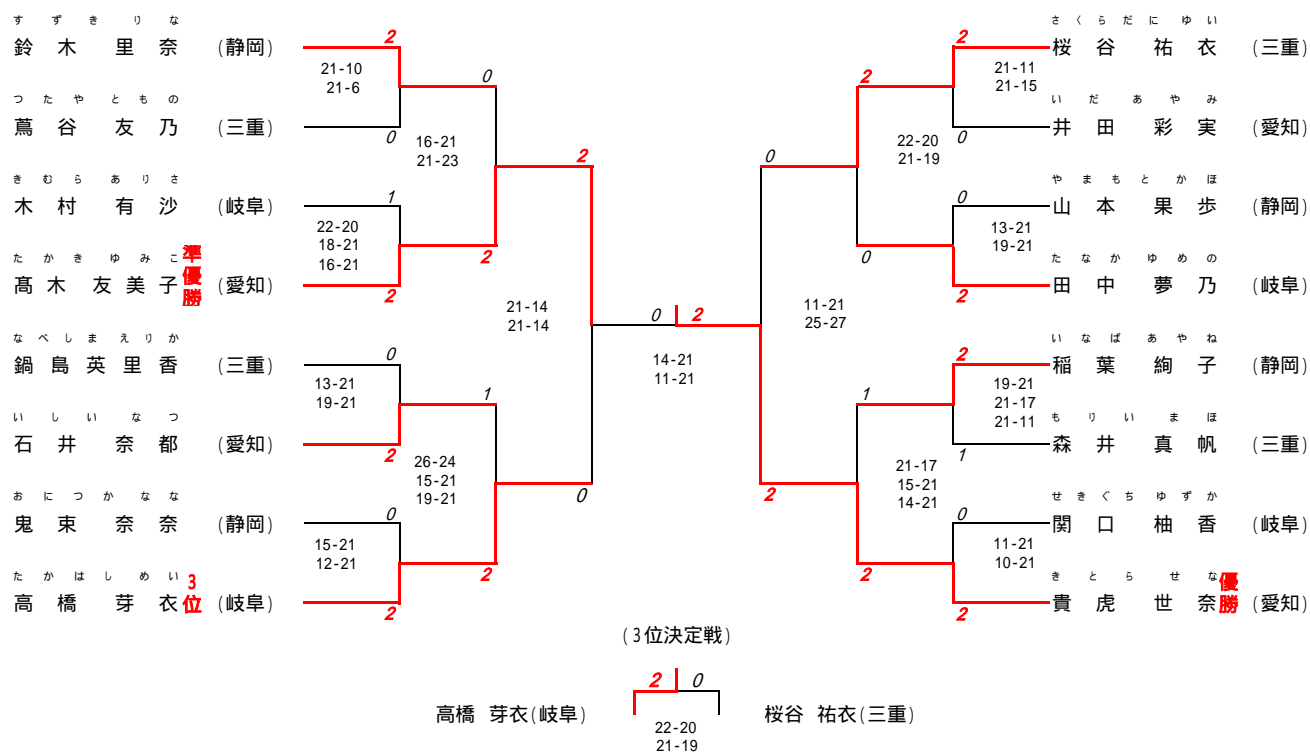 すずき りな
鈴木 里奈 (静岡)
2
21-10
21-6
0
つたや ともの
蔦谷 友乃 (三重)
0
16-21
21-23
2
きむら ありさ
木村 有沙 (岐阜)
1
22-20
18-21
16-21
2
たかき ゆみこ
髙木 友美子 準優勝 (愛知)
2
21-14
21-14
0
なべしま えりか
鍋島英里香 (三重)
0
13-21
19-21
1
いしい なつ
石井 奈都 (愛知)
2
26-24
15-21
19-21
0
おにつか なな
鬼束 奈奈 (静岡)
0
15-21
12-21
2
たかはし めい
高橋 芽衣 3位 (岐阜)
2
0 2
14-21
11-21
さくらだに ゆい
桜谷 祐衣 (三重)
2
21-11
21-15
2
いだ あやみ
井田 彩実 (愛知)
0
22-20
21-19
0
やまもと かほ
山本 果歩 (静岡)
0
13-21
19-21
0
たなか ゆめの
田中 夢乃 (岐阜)
2
11-21
25-27
いなば あやね
稲葉 絢子 (静岡)
2
19-21
21-17
21-11
1
もりい まほ
森井 真帆 (三重)
1
21-17
15-21
14-21
2
せきぐち ゆずか
関口 柚香 (岐阜)
0
11-21
10-21
2
きとら せな
貴虎 世奈 優勝 (愛知)
2
(3位決定戦)
2 0
高橋 芽衣(岐阜) 桜谷 祐衣(三重)
22-20
21-19